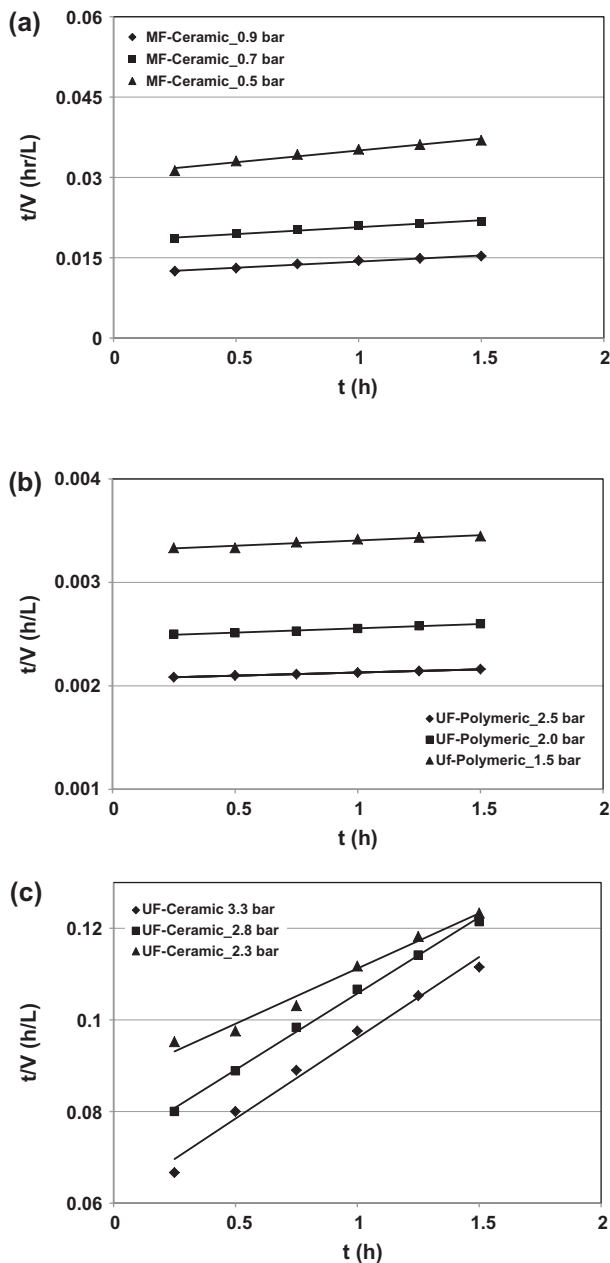 (a)
0.06
0.045
0.03
0.015
0
t/V (hr/L)
MF-Ceramic_0.9 bar
MF-Ceramic_0.7 bar
MF-Ceramic_0.5 bar
0 0.5 1 1.5 2
t (h)
(b)
0.004
0.003
0.002
0.001
t/V (h/L)
UF-Polymeric_2.5 bar
UF-Polymeric_2.0 bar
Uf-Polymeric_1.5 bar
0 0.5 1 1.5 2
t (h)
(c)
0.12
0.1
0.08
0.06
t/V (h/L)
UF-Ceramic 3.3 bar
UF-Ceramic_2.8 bar
UF-Ceramic_2.3 bar
0 0.5 1 1.5 2
t (h)